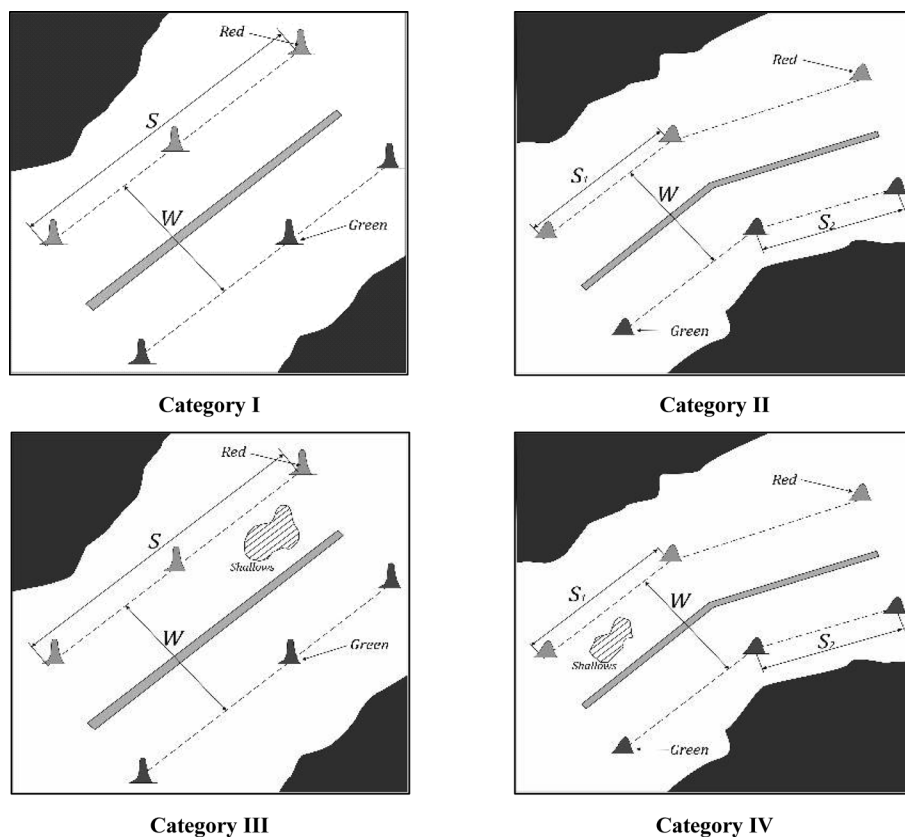 Red
S
W
Green
Category I
Red
S1
W
S2
Green
Category II
Red
S
Shallows
W
Green
Category III
Red
S1
W
Shallows
S2
Green
Category IV